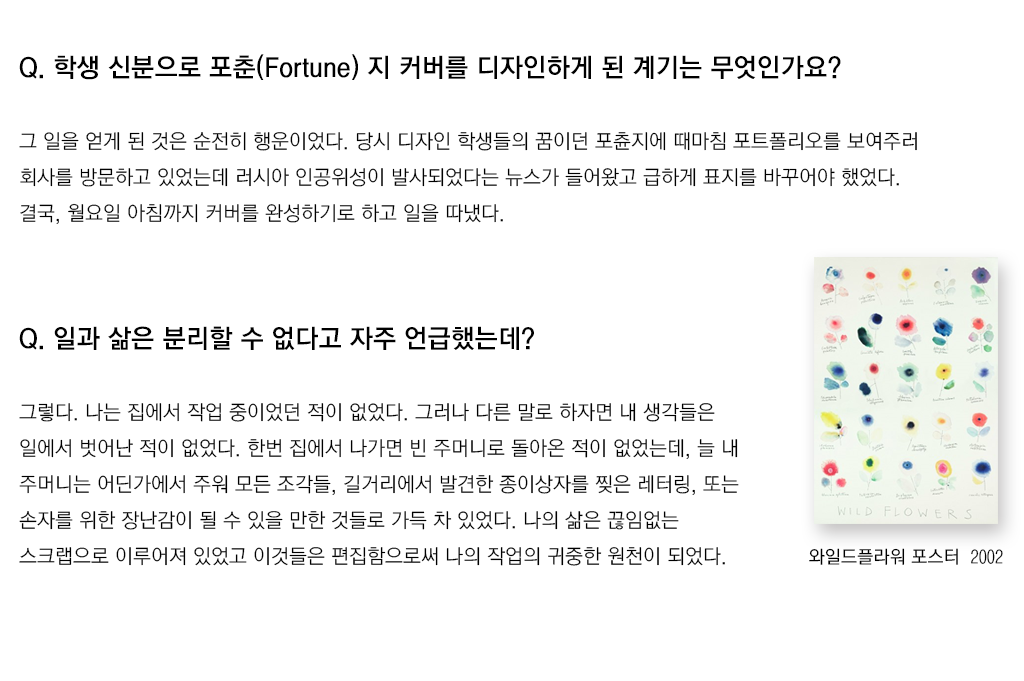 Q. 학생 신분으로 포춘(Fortune) 지 커버를 디자인하게 된 계기는 무엇인가요?
그 일을 얻게 된 것은 순전히 행운이었다. 당시 디자인 학생들의 꿈이던 포츈지에 때마침 포트폴리오를 보여주러
회사를 방문하고 있었는데 러시아 인공위성이 발사되었다는 뉴스가 들어왔고 급하게 표지를 바꾸어야 했었다.
결국, 월요일 아침까지 커버를 완성하기로 하고 일을 따냈다.
Q. 일과 삶은 분리할 수 없다고 자주 언급했는데?
그렇다. 나는 집에서 작업 중이었던 적이 없었다. 그러나 다른 말로 하자면 내 생각들은
일에서 벗어난 적이 없었다. 한번 집에서 나가면 빈 주머니로 돌아온 적이 없었는데, 늘 내
주머니는 어딘가에서 주워 모든 조각들, 길거리에서 발견한 종이상자를 찢은 레터링, 또는
손자를 위한 장난감이 될 수 있을 만한 것들로 가득 차 있었다. 나의 삶은 끊임없는
스크랩으로 이루어져 있었고 이것들은 편집함으로써 나의 작업의 귀중한 원천이 되었다.
WILD FLOWERS
와일드플라워 포스터 2002